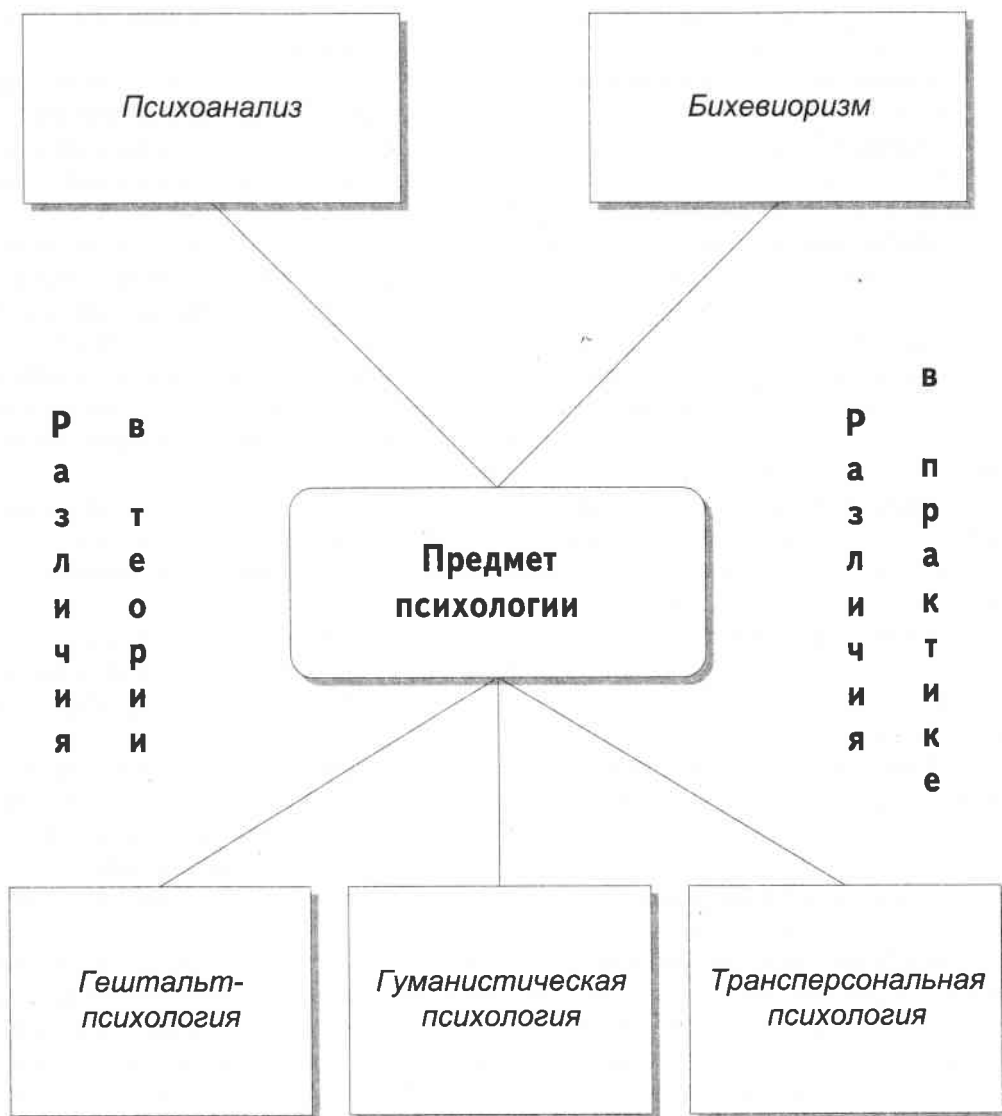 Психоанализ
Бихевиоризм
Различия
в теории
Предмет
психологии
Различия
в практике
Гештальт-
психология
Гуманистическая
психология
Трансперсональная
психология